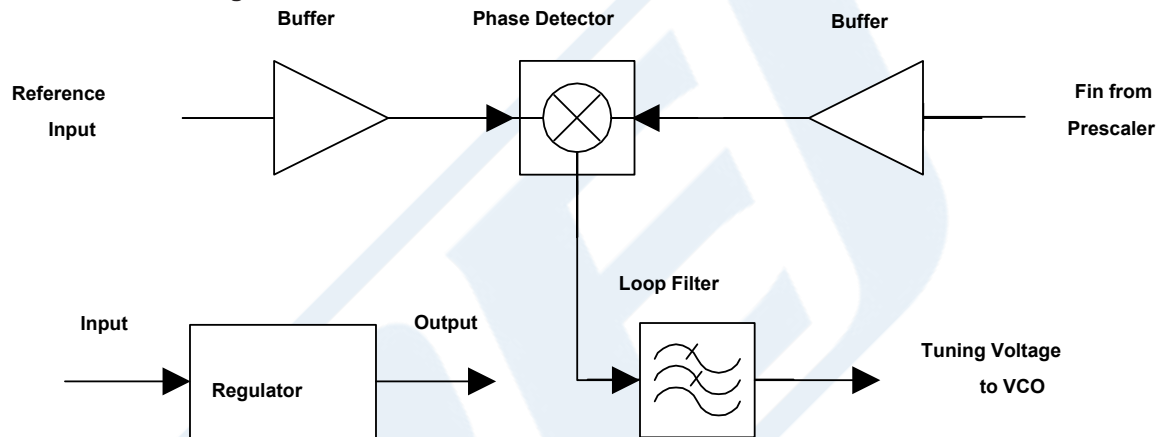 Buffer
Phase Detector
Buffer
Reference
Input
Fin from
Prescaler
Loop Filter
Input
Output
Regulator
Tuning Voltage
to VCO